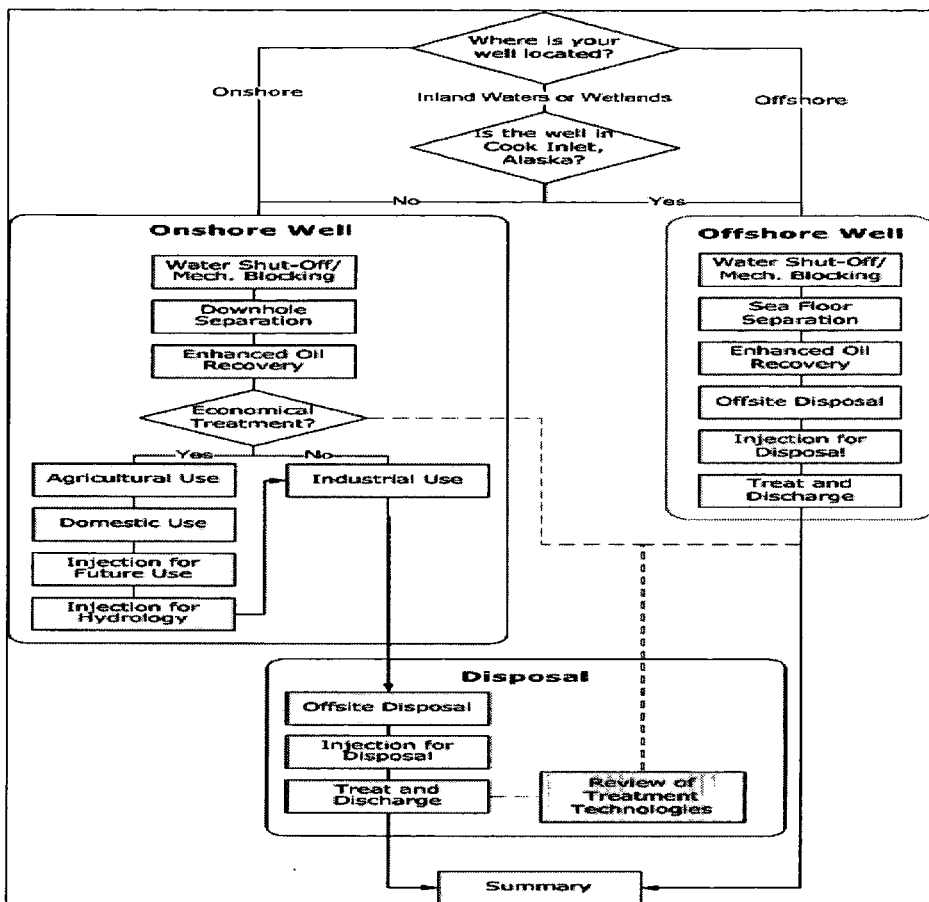 Where is your
well located?
Onshore
Inland Waters or Wetlands
Offshore
Is the well in
Cook Inlet,
Alaska?
No
Yes
Onshore Well
Water Shut-Off/
Mech. Blocking
Downhole
Separation
Enhanced Oil
Recovery
Economical
Treatment?
Yes
No
Agricultural Use
Domestic Use
Injection for
Future Use
Injection for
Hydrology
Industrial Use
Offshore Well
Water Shut-Off/
Mech. Blocking
Sea Floor
Separation
Enhanced Oil
Recovery
Offsite Disposal
Injection for
Disposal
Treat and
Discharge
Disposal
Offsite Disposal
Injection for
Disposal
Treat and
Discharge
Review of
Treatment
Technologies
Summary